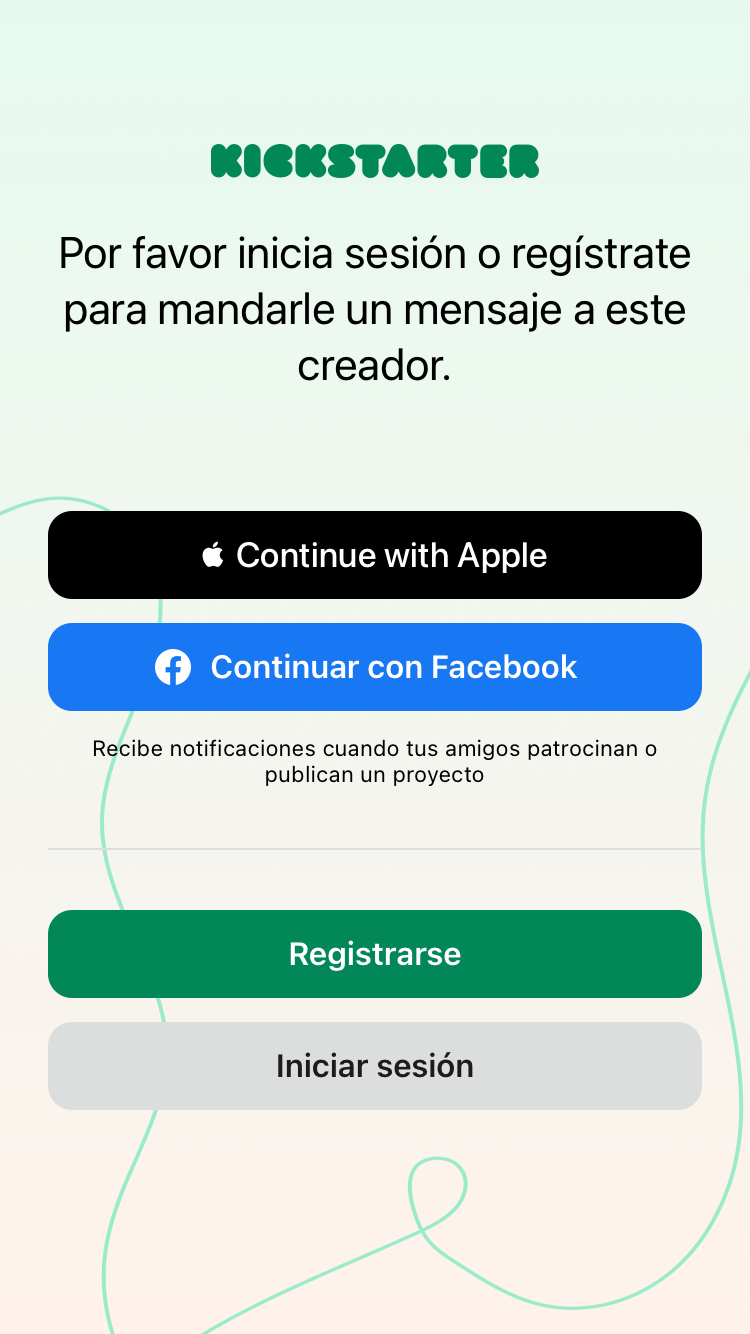 KICKSTARTER
Por favor inicia sesión o regístrate
para mandarle un mensaje a este
creador.
Continue with Apple
Continuar con Facebook
Recibe notificaciones cuando tus amigos patrocinan o
publican un proyecto
Registrarse
Iniciar sesión